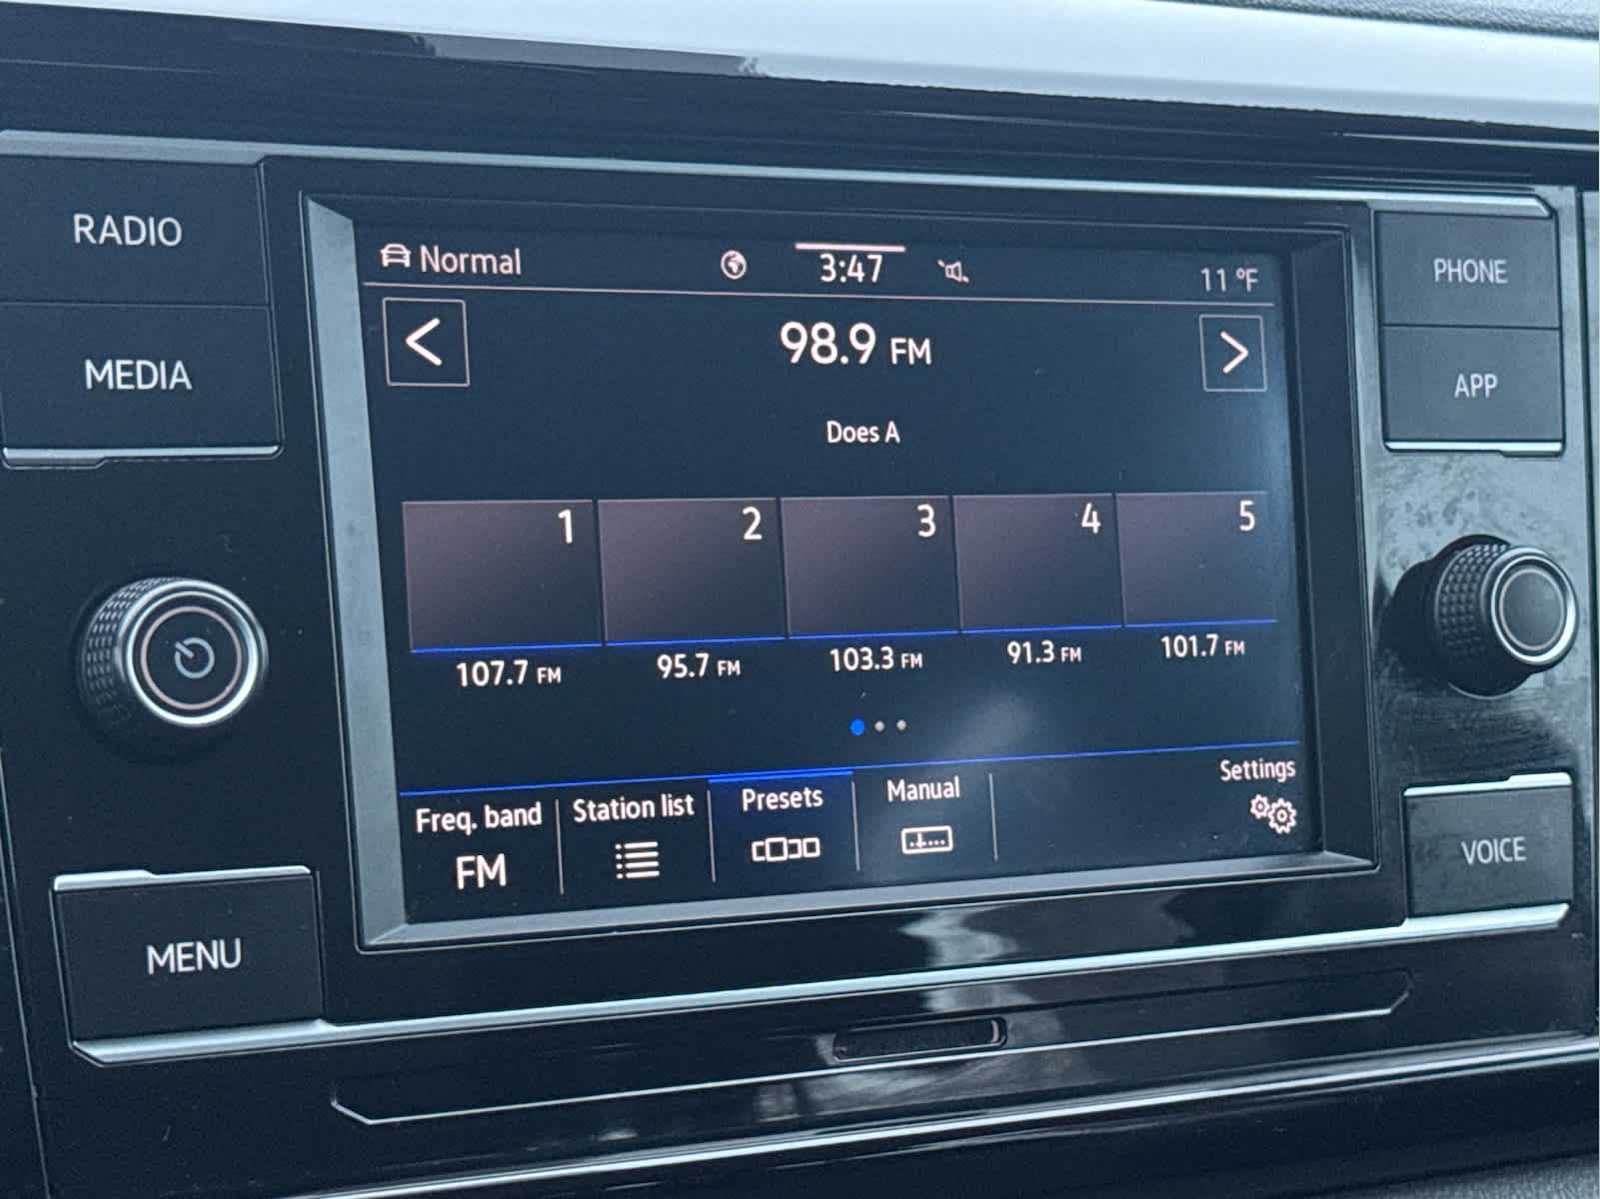 RADIO
MEDIA
MENU
Normal
3:47
11 °F
98.9 FM
Does A
1
2
3
4
5
107.7 FM
95.7 FM
103.3 FM
91.3 FM
101.7 FM
Freq. band
FM
Station list
Presets
Manual
Settings
PHONE
APP
VOICE